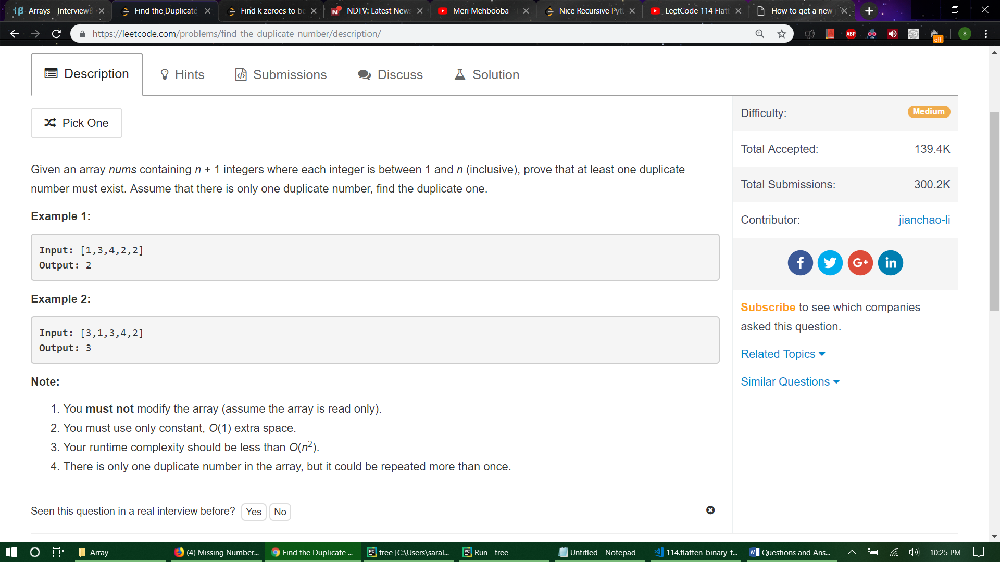 Arrays - InterviewB
Find the Duplicate
Find k zeroes to be
NDTV: Latest News
Meri Mehbooba -
Nice Recursive Pyt
LeetCode 114 Flatt
How to get a new
https://leetcode.com/problems/find-the-duplicate-number/description/
ABP
off
S
Description
Hints
Submissions
Discuss
Solution
Pick One
Difficulty:
Medium
Total Accepted:
139.4K
Total Submissions:
300.2K
Contributor:
jianchao-li
Given an array nums containing n + 1 integers where each integer is between 1 and n (inclusive), prove that at least one duplicate
number must exist. Assume that there is only one duplicate number, find the duplicate one.
Example 1:
Input: [1,3,4,2,2]
Output: 2
Example 2:
Input: [3,1,3,4,2]
Output: 3
Note:
1. You must not modify the array (assume the array is read only).
2. You must use only constant, O(1) extra space.
3. Your runtime complexity should be less than O(n²).
4. There is only one duplicate number in the array, but it could be repeated more than once.
Subscribe to see which companies
asked this question.
Related Topics
Similar Questions
Seen this question in a real interview before?
Yes
No
Array
(4) Missing Number...
Find the Duplicate ...
tree [C:\Users\saral...
Run - tree
Untitled - Notepad
114.flatten-binary-t...
Questions and Ans...
10:25 PM